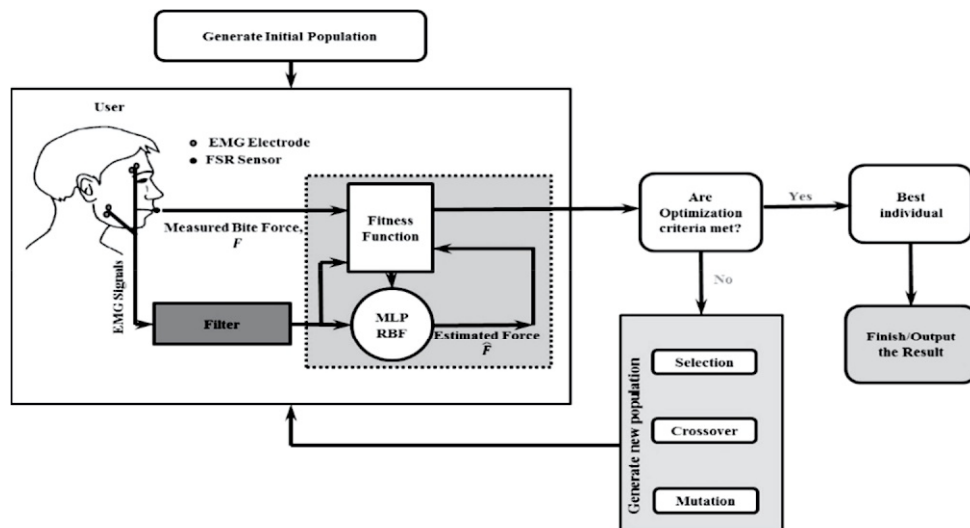 Generate Initial Population
User
EMG Electrode
FSR Sensor
Measured Bite Force,
F
EMG Signals
Filter
Fitness
Function
MLP
RBF
Estimated Force
F̂
Are
Optimization
criteria met?
Yes
No
Best
individual
Finish/Output
the Result
Generate new population
Selection
Crossover
Mutation